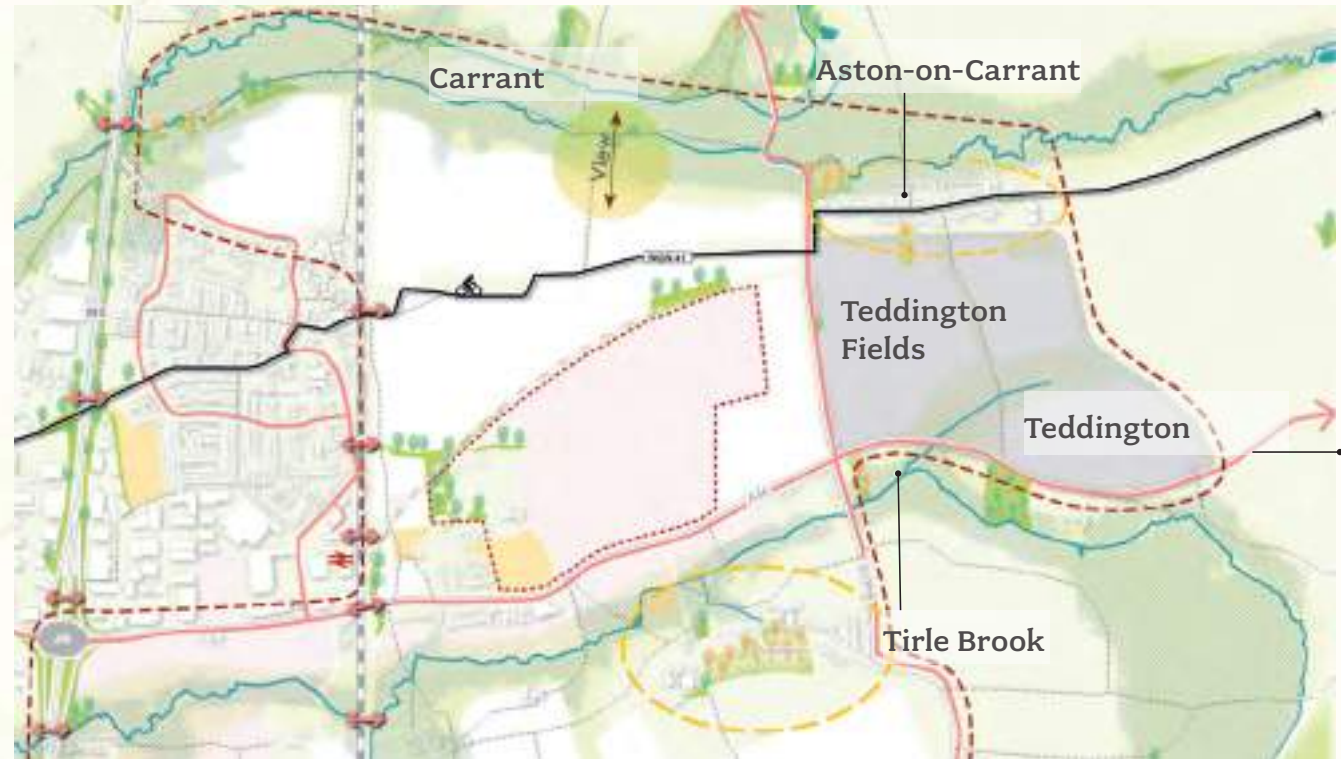 Carrant
Aston-on-Carrant
View
Teddington
Fields
Teddington
Tirle Brook